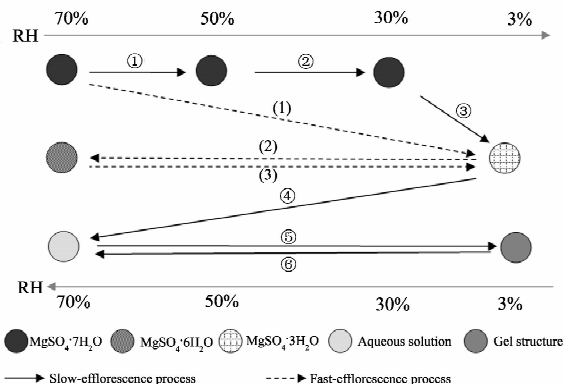 70% 50% 30% 3%
RH
① ②
③
(1)
(2)
(3)
④
⑤
⑥
RH
70% 50% 30% 3%
MgSO₄·7H₂O MgSO₄·6H₂O MgSO₄·3H₂O Aqueous solution Gel structure
Slow-efflorescence process Fast-efflorescence process